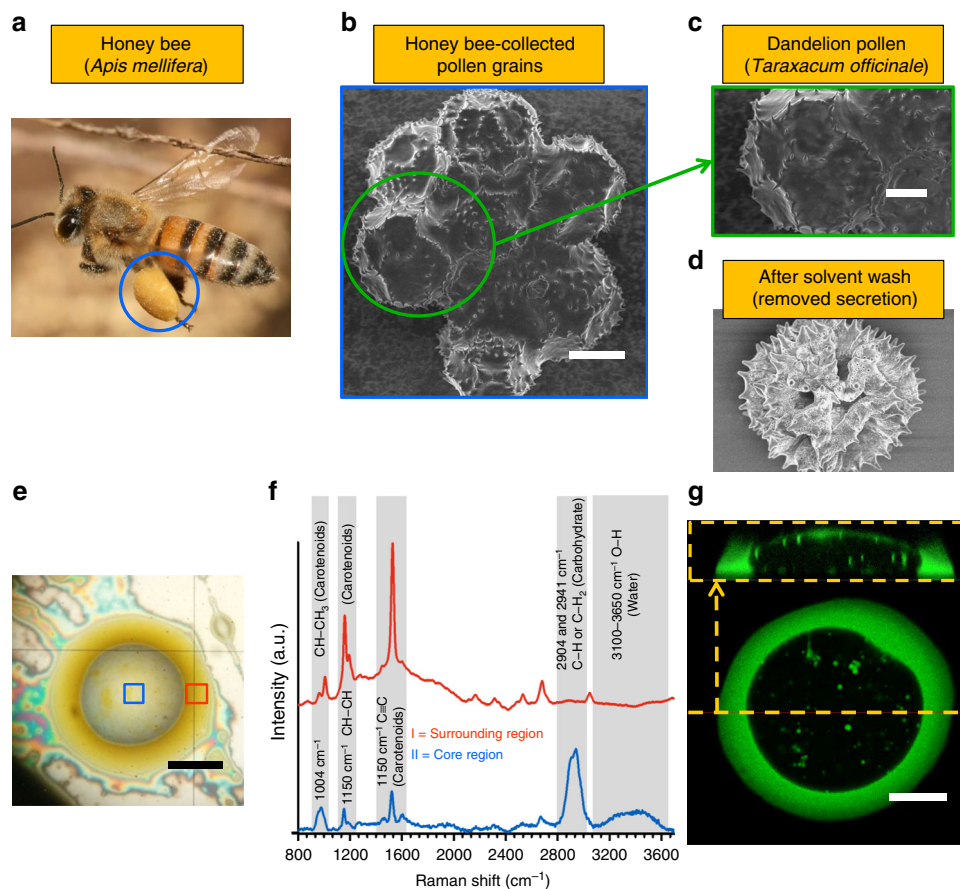 a
Honey bee
(Apis mellifera)
b
Honey bee-collected
pollen grains
c
Dandelion pollen
(Taraxacum officinale)
d
After solvent wash
(removed secretion)
e
f
Intensity (a.u.)
1004 cm⁻¹ CH–CH₃ (Carotenoids)
1150 cm⁻¹ CH–CH (Carotenoids)
1150 cm⁻¹ C=C
(Carotenoids)
2904 and 2941 cm⁻¹
C–H or C–H₂ (Carbohydrate)
3100–3650 cm⁻¹ O–H
(Water)
I = Surrounding region
II = Core region
800 1200 1600 2000 2400 2800 3200 3600
Raman shift (cm⁻¹)
g